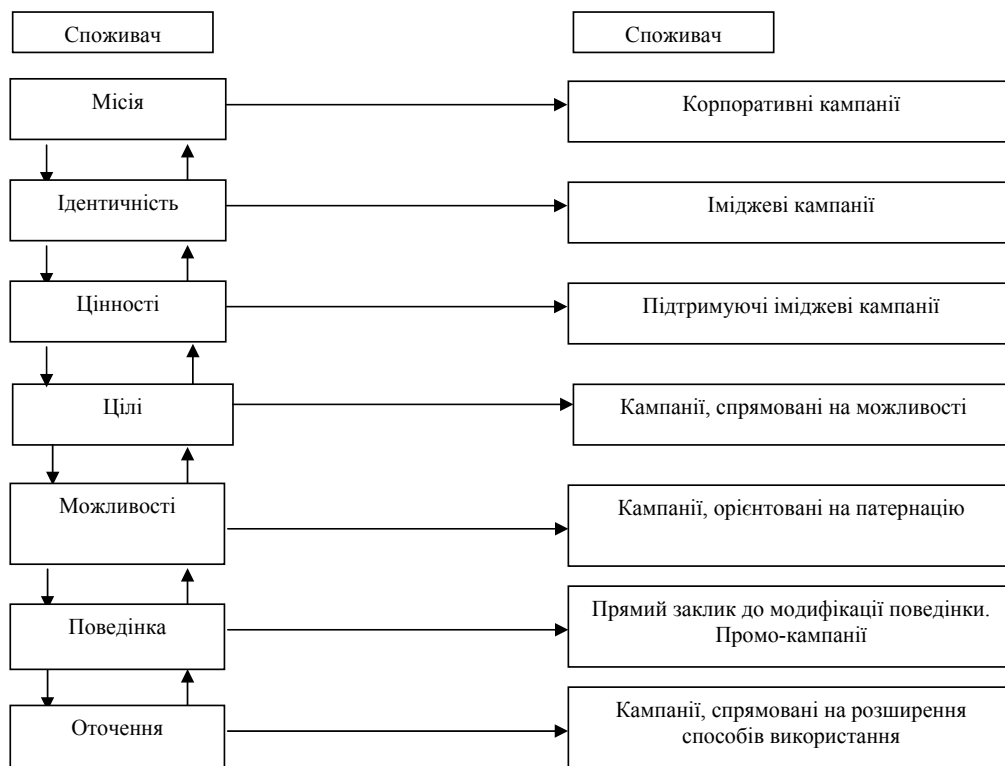 Споживач
Споживач
Місія
Корпоративні кампанії
Ідентичність
Іміджеві кампанії
Цінності
Підтримуючі іміджеві кампанії
Цілі
Кампанії, спрямовані на можливості
Можливості
Кампанії, орієнтовані на патернацію
Поведінка
Прямий заклик до модифікації поведінки.
Промо-кампанії
Оточення
Кампанії, спрямовані на розширення
способів використання